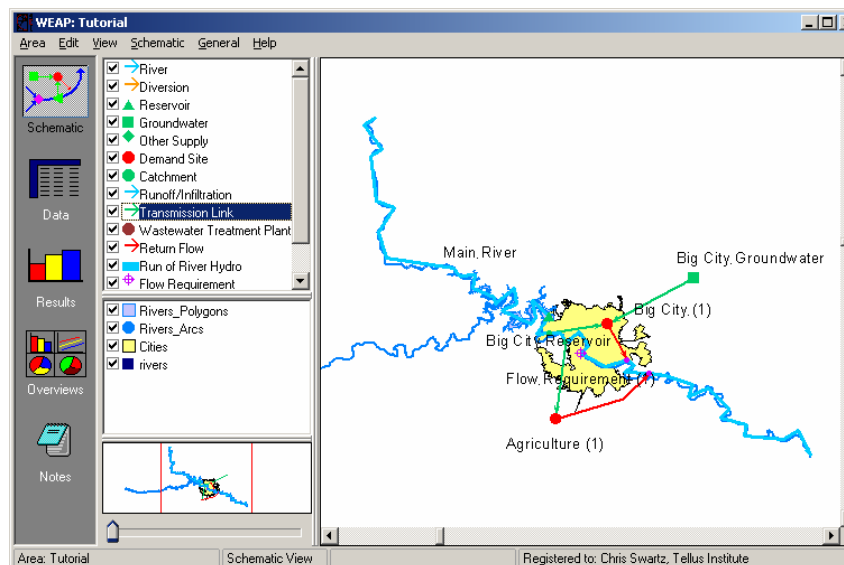 WEAP: Tutorial
Area Edit View Schematic General Help
Schematic
Data
Results
Overviews
Notes
River
Diversion
Reservoir
Groundwater
Other Supply
Demand Site
Catchment
Runoff/Infiltration
Transmission Link
Wastewater Treatment Plant
Return Flow
Run of River Hydro
Flow Requirement
Rivers_Polygons
Rivers_Arcs
Cities
rivers
Main River
Big City Groundwater
Big City (1)
Big City Reservoir
Flow Requirement (1)
Agriculture (1)
Area: Tutorial Schematic View Registered to: Chris Swartz, Tellus Institute